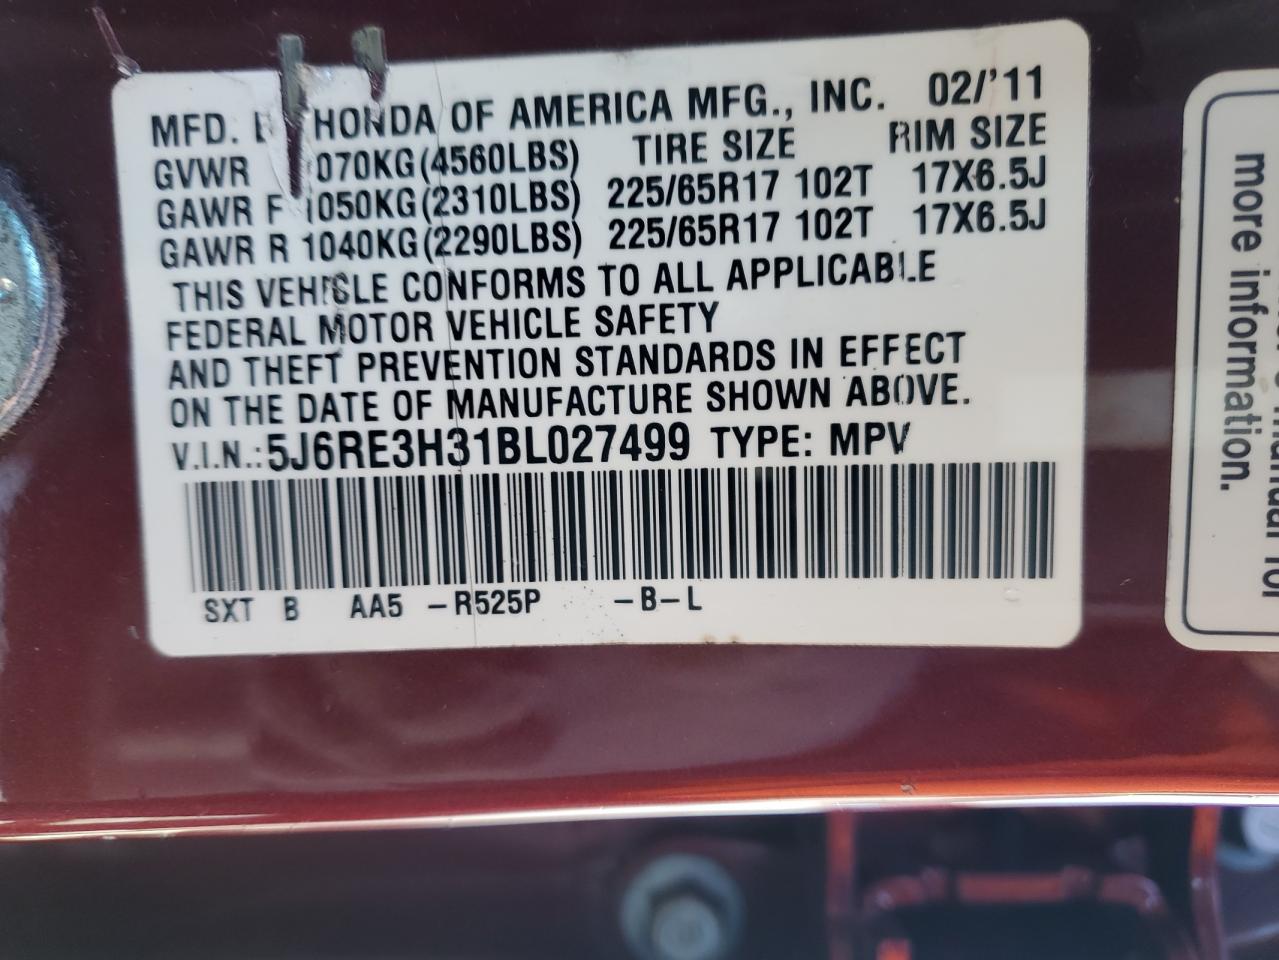 MFD. B HONDA OF AMERICA MFG., INC. 02/'11
GVWR 070KG(4560LBS) TIRE SIZE RIM SIZE
GAWR F 1050KG(2310LBS) 225/65R17 102T 17X6.5J
GAWR R 1040KG(2290LBS) 225/65R17 102T 17X6.5J
THIS VEHICLE CONFORMS TO ALL APPLICABLE
FEDERAL MOTOR VEHICLE SAFETY
AND THEFT PREVENTION STANDARDS IN EFFECT
ON THE DATE OF MANUFACTURE SHOWN ABOVE.
V.I.N.:5J6RE3H31BL027499 TYPE: MPV
SXT B AA5 -R525P -B-L
manual for
more information.